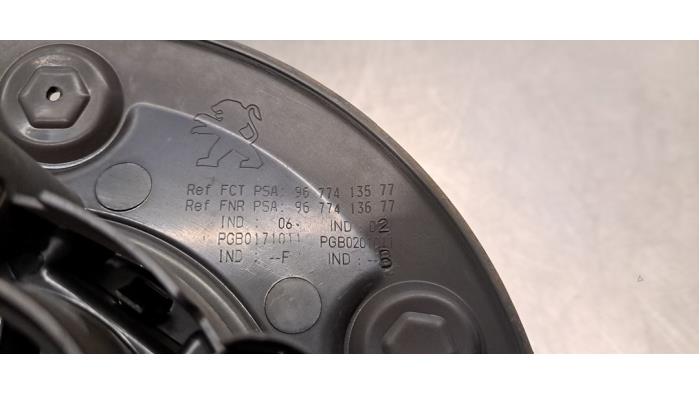 Ref FCT PSA: 96 774 135 77
Ref FNR PSA: 96 774 136 77
IND : 06- IND 2
PGB0171011
IND : --F IND : --B